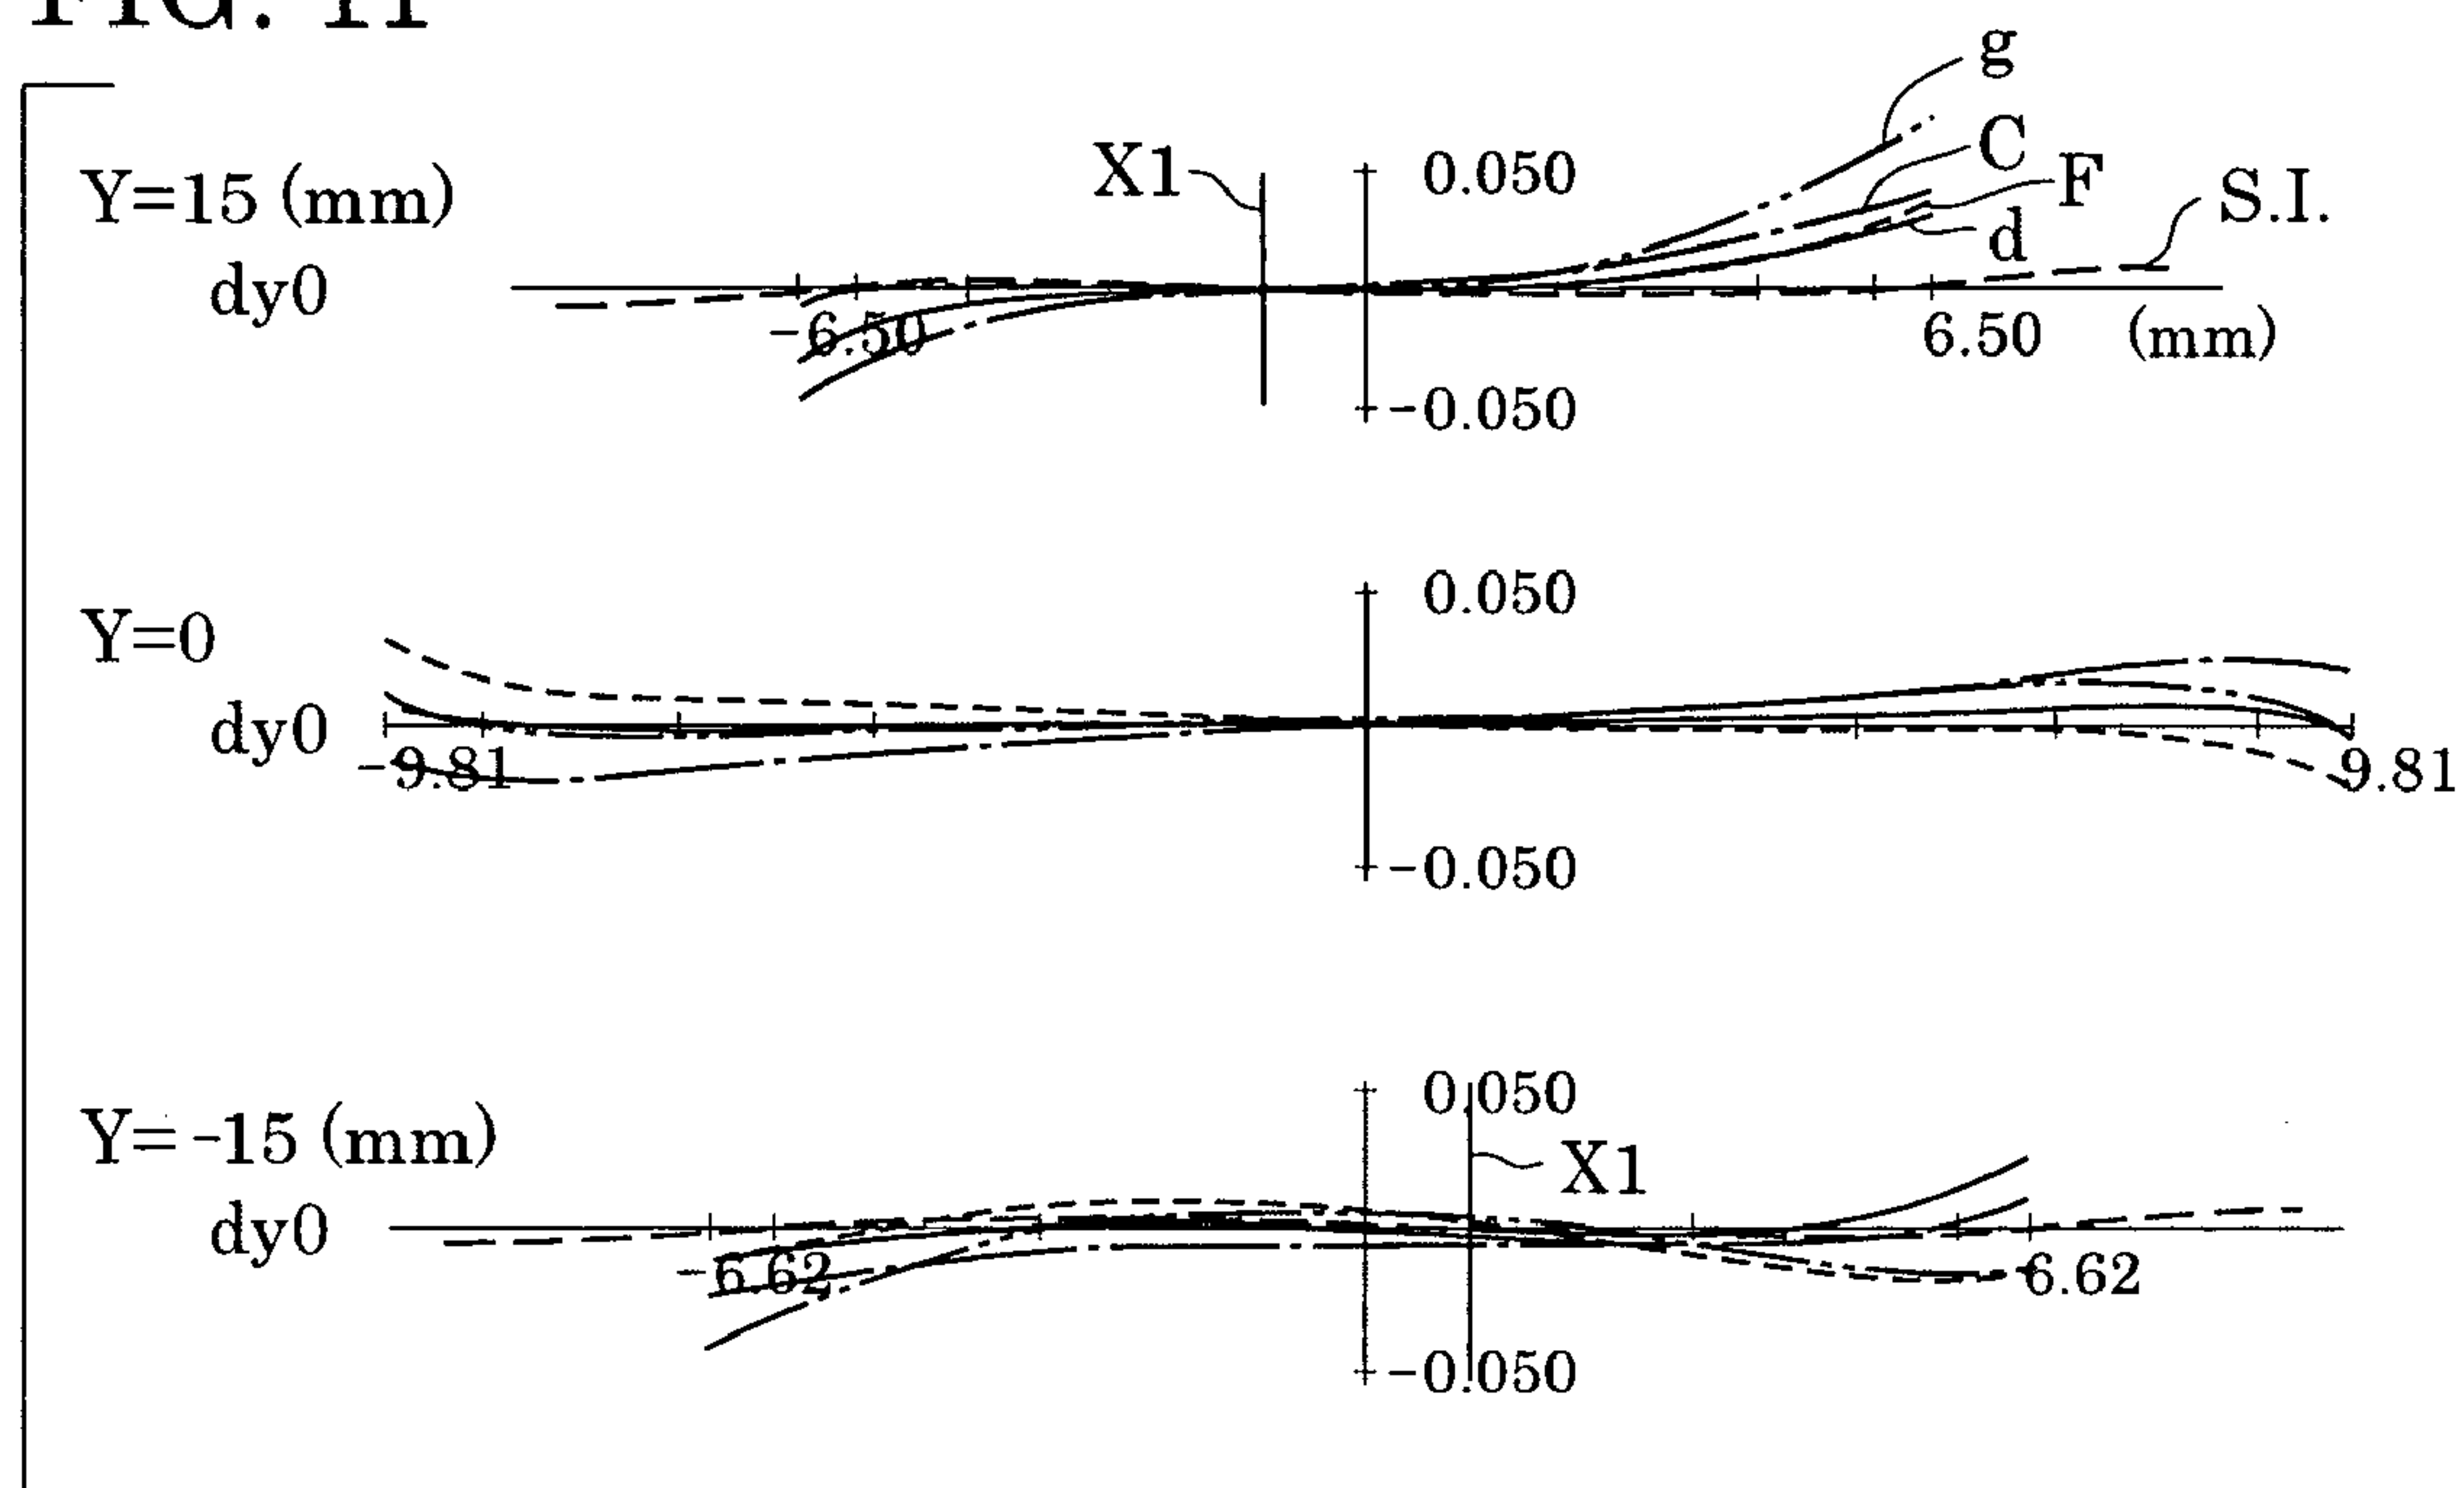 FIG. 11
g
C
F
X1
0.050
Y=15 (mm)
S.I.
d
dy0
-6.50
6.50
(mm)
-0.050
0.050
Y=0
dy0
-9.81
9.81
-0.050
0.050
Y=-15 (mm)
X1
dy0
-6.62
6.62
-0.050